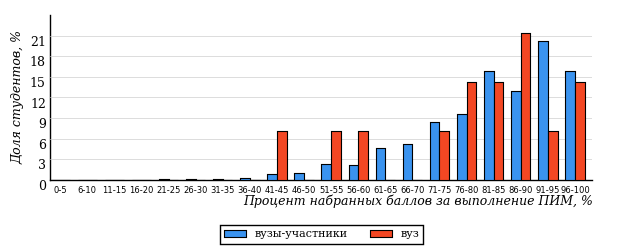 Доля студентов, %
21
18
15
12
9
6
3
0
0-5 6-10 11-15 16-20 21-25 26-30 31-35 36-40 41-45 46-50 51-55 56-60 61-65 66-70 71-75 76-80 81-85 86-90 91-95 96-100
Процент набранных баллов за выполнение ПИМ, %
вузы-участники вуз